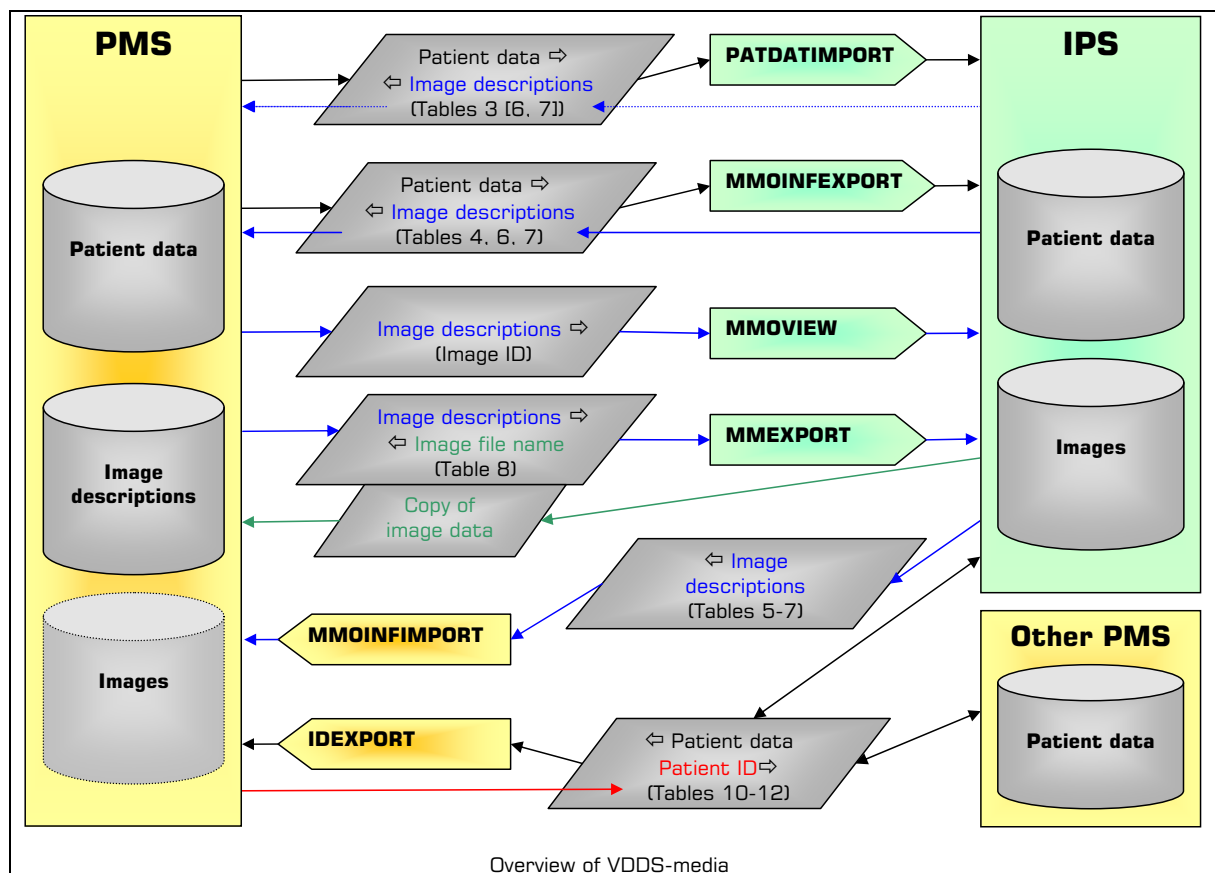 PMS
Patient data ⇨
⇦ Image descriptions
(Tables 3 [6, 7])
PATDATIMPORT
IPS
Patient data ⇨
⇦ Image descriptions
(Tables 4, 6, 7)
MMOINFEXPORT
Patient data
Patient data
Image descriptions ⇨
(Image ID)
MMOVIEW
Image descriptions ⇨
⇦ Image file name
(Table 8)
MMEXPORT
Images
Image
descriptions
Copy of
image data
⇦ Image
descriptions
(Tables 5-7)
MMOINFIMPORT
Images
Other PMS
IDEXPORT
⇦ Patient data
Patient ID⇨
(Tables 10-12)
Patient data
Overview of VDDS-media